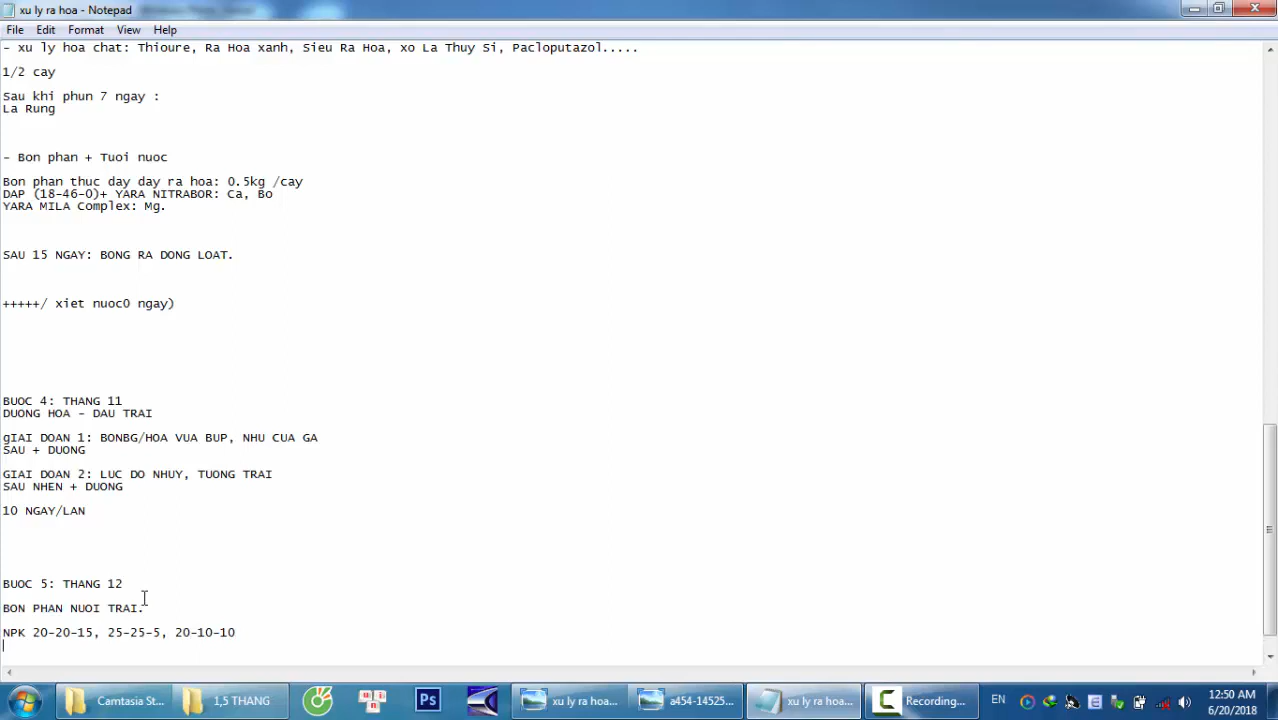 xu ly ra hoa - Notepad
File Edit Format View Help
- xu ly hoa chat: Thioure, Ra Hoa xanh, Sieu Ra Hoa, xo La Thuy Si, Pacloputazol.....
1/2 cay
Sau khi phun 7 ngay :
La Rung
- Bon phan + Tuoi nuoc
Bon phan thuc day day ra hoa: 0.5kg /cay
DAP (18-46-0)+ YARA NITRABOR: Ca, Bo
YARA MILA Complex: Mg.
SAU 15 NGAY: BONG RA DONG LOAT.
+++++/ xiet nuoc0 ngay)
BUOC 4: THANG 11
DUONG HOA - DAU TRAI
gIAI DOAN 1: BONBG/HOA VUA BUP, NHU CUA GA
SAU + DUONG
GIAI DOAN 2: LUC DO NHUY, TUONG TRAI
SAU NHEN + DUONG
10 NGAY/LAN
BUOC 5: THANG 12
BON PHAN NUOI TRAI.
NPK 20-20-15, 25-25-5, 20-10-10
Camtasia St... 1,5 THANG Ps xu ly ra hoa... a454-14525... xu ly ra hoa... Recording... EN 12:50 AM
6/20/2018